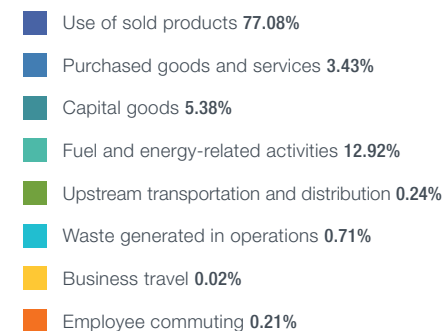 Use of sold products 77.08%
Purchased goods and services 3.43%
Capital goods 5.38%
Fuel and energy-related activities 12.92%
Upstream transportation and distribution 0.24%
Waste generated in operations 0.71%
Business travel 0.02%
Employee commuting 0.21%